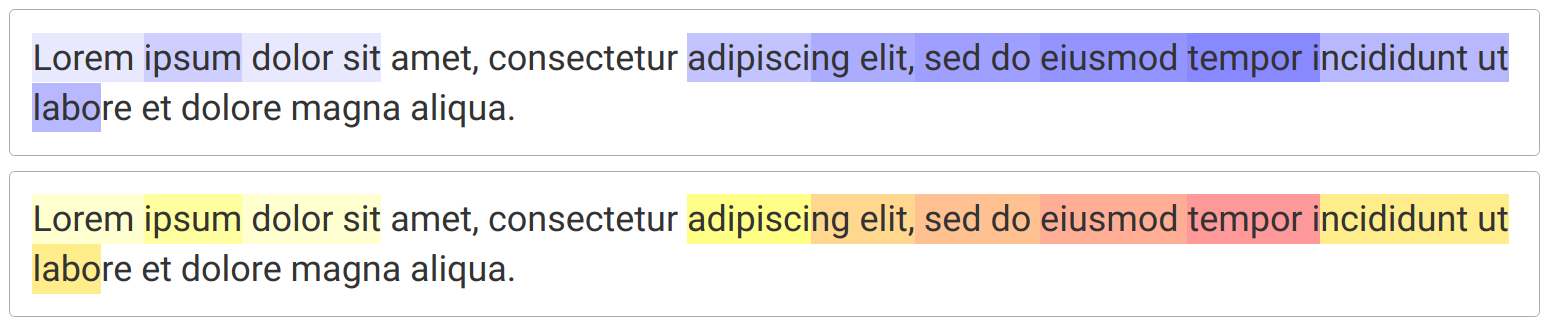 Lorem ipsum dolor sit amet, consectetur adipiscing elit, sed do eiusmod tempor incididunt ut
labore et dolore magna aliqua.
Lorem ipsum dolor sit amet, consectetur adipiscing elit, sed do eiusmod tempor incididunt ut
labore et dolore magna aliqua.